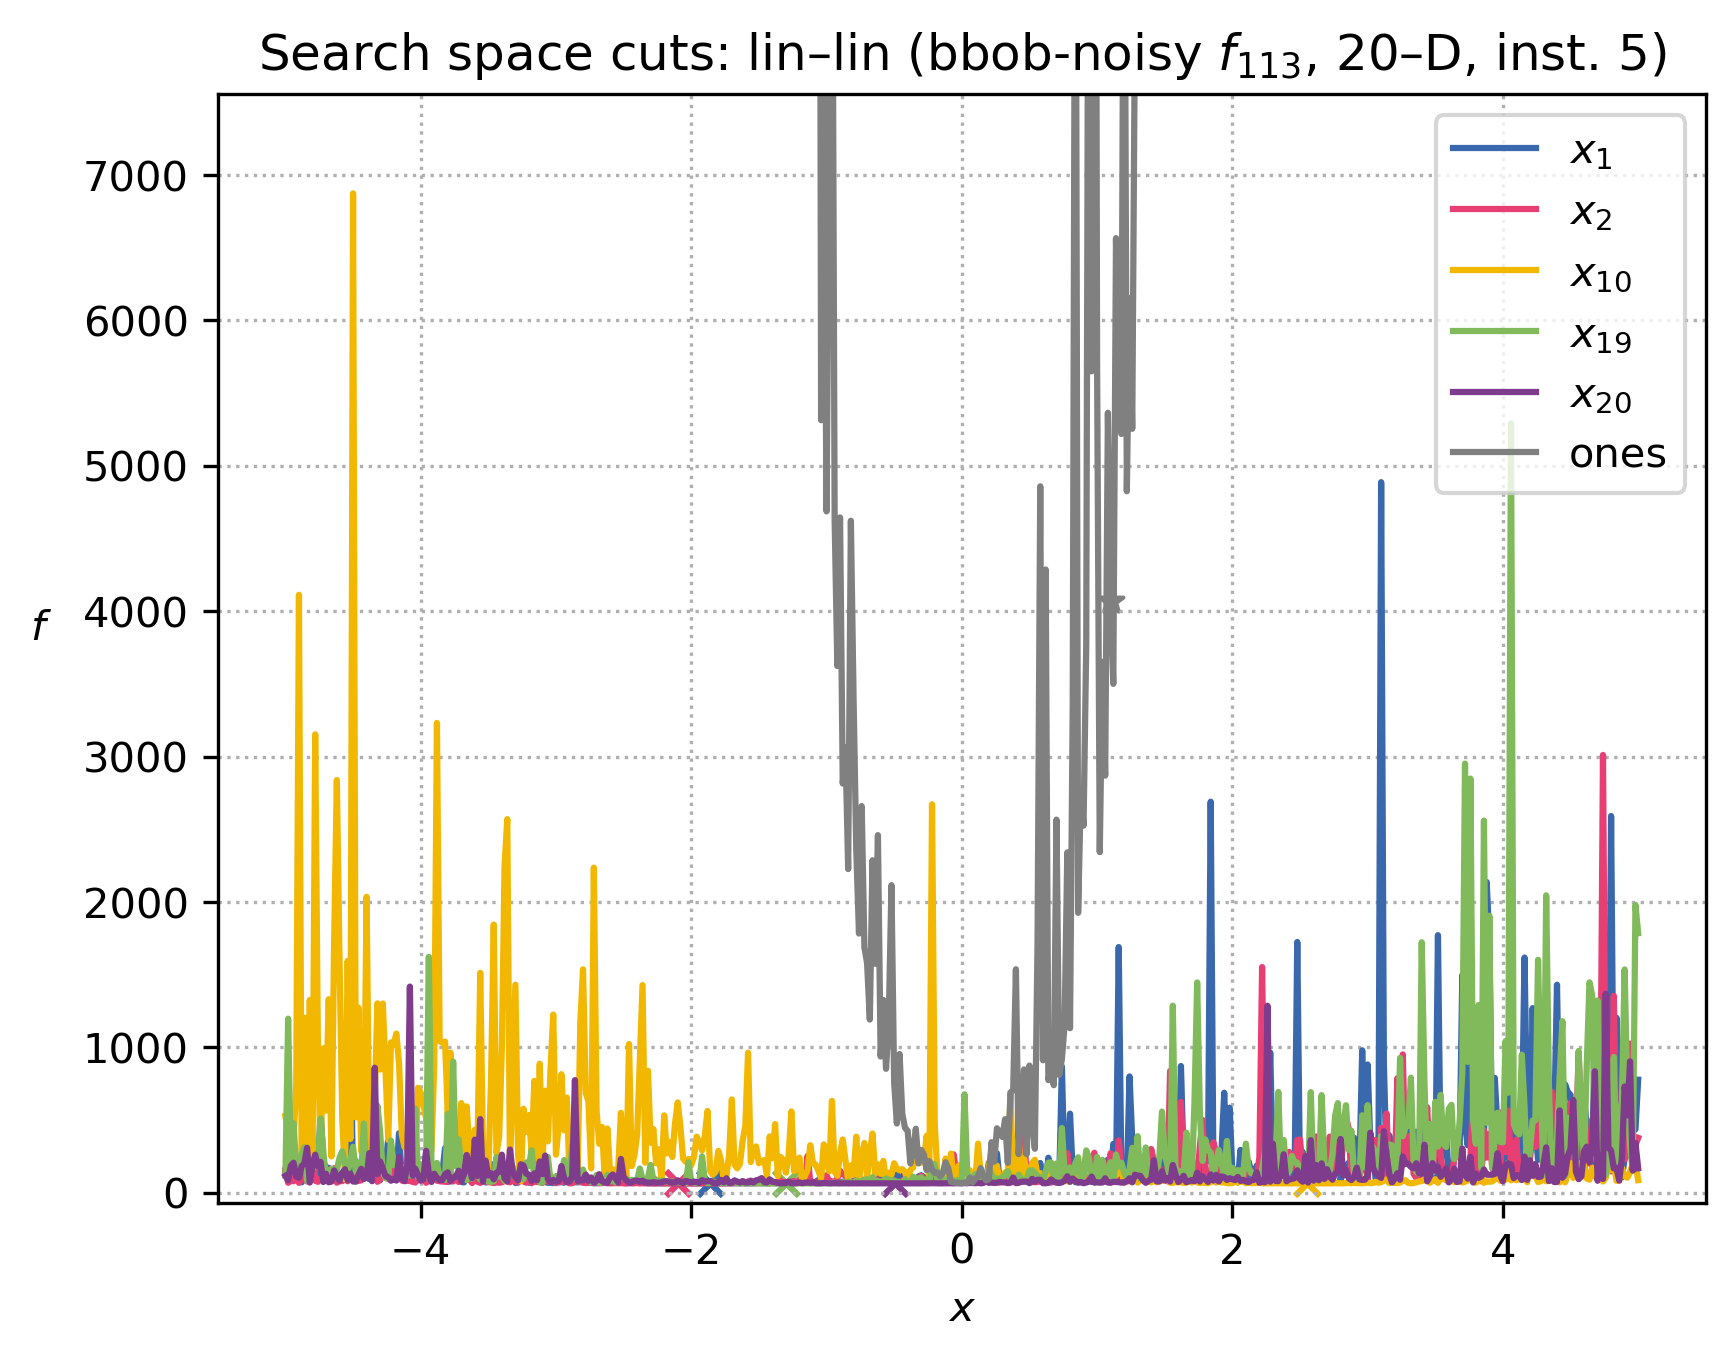 Search space cuts: lin–lin (bbob-noisy f₁₁₃, 20–D, inst. 5)
7000
6000
5000
4000
3000
2000
1000
0
f
−4
−2
0
2
4
x
x₁
x₂
x₁₀
x₁₉
x₂₀
ones